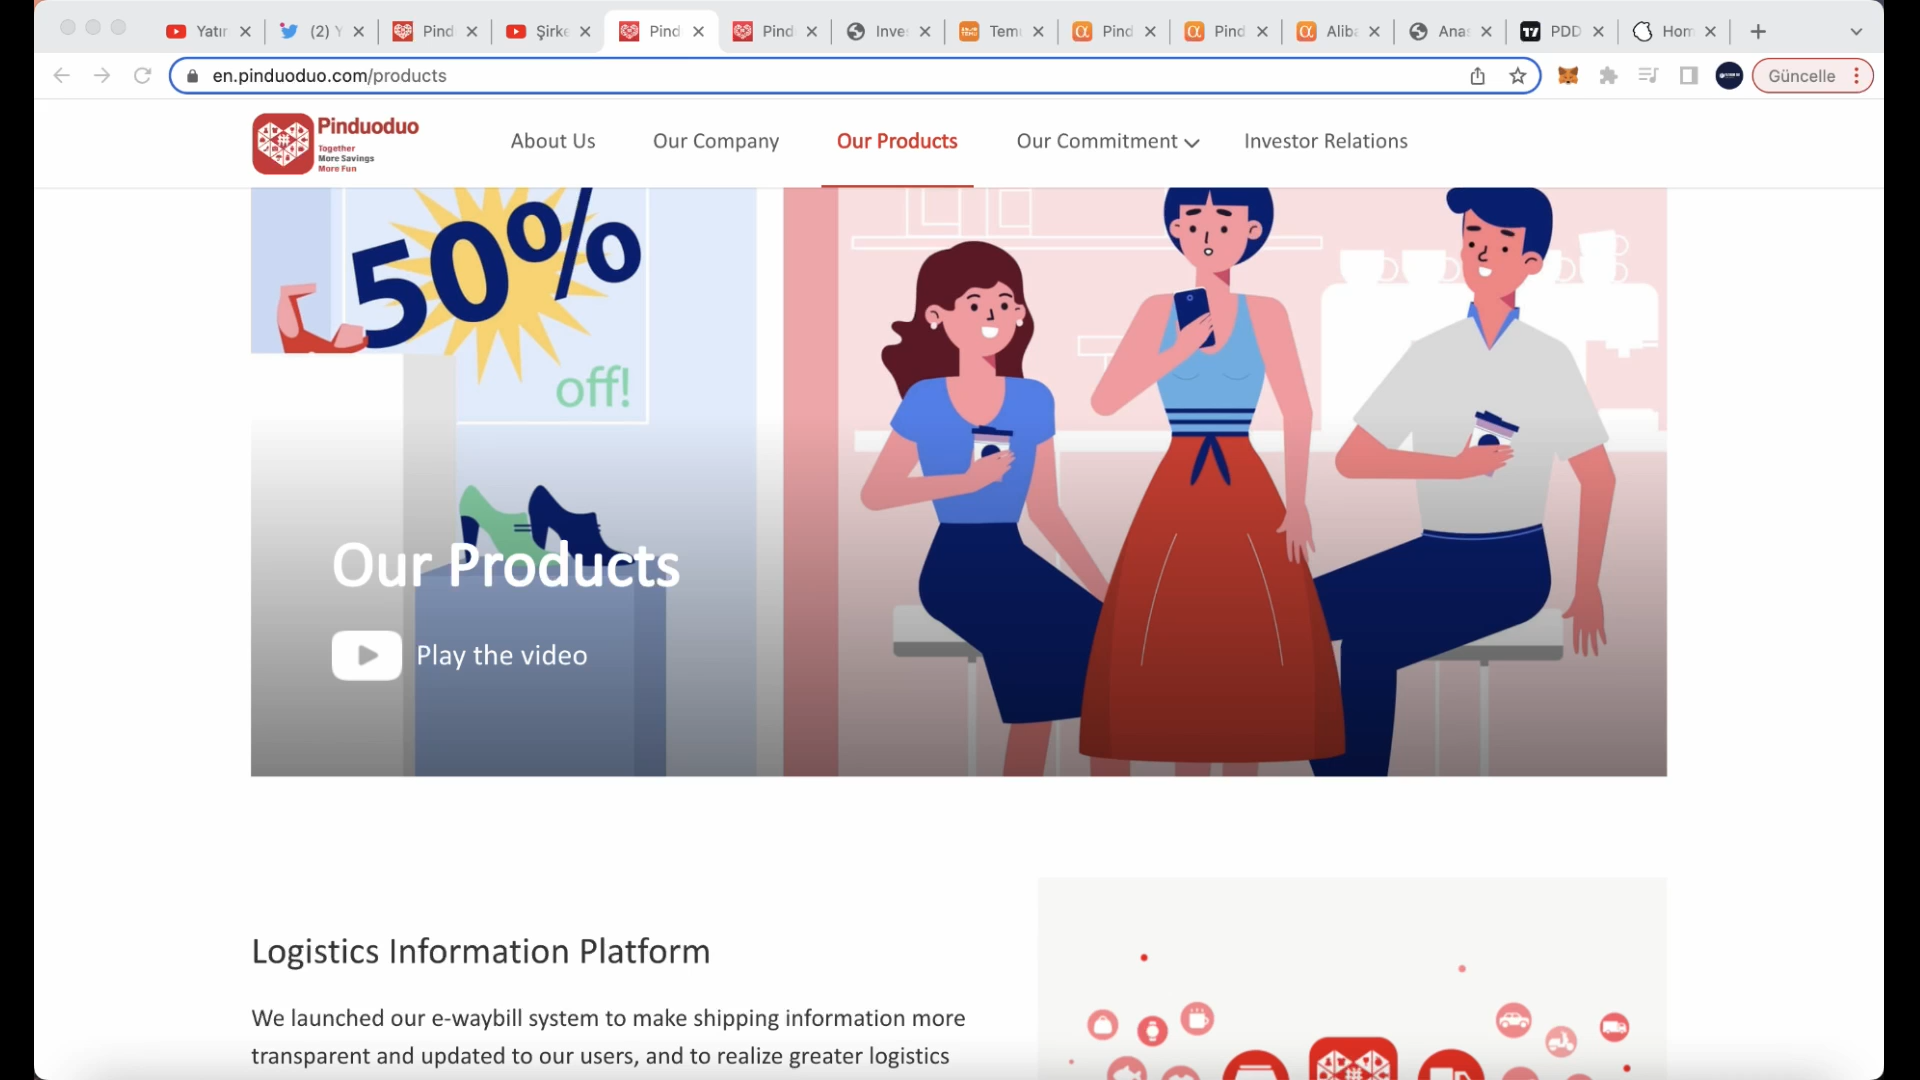 Yatır
(2) Y
Pind
Şirke
Pind
Pind
Inve
Tem
Pind
Pind
Alib
Ana
PDD
Hom
en.pinduoduo.com/products
Güncelle
Pinduoduo
Together
More Savings
More Fun
About Us
Our Company
Our Products
Our Commitment
Investor Relations
50%
off!
Our Products
Play the video
Logistics Information Platform
We launched our e-waybill system to make shipping information more
transparent and updated to our users, and to realize greater logistics